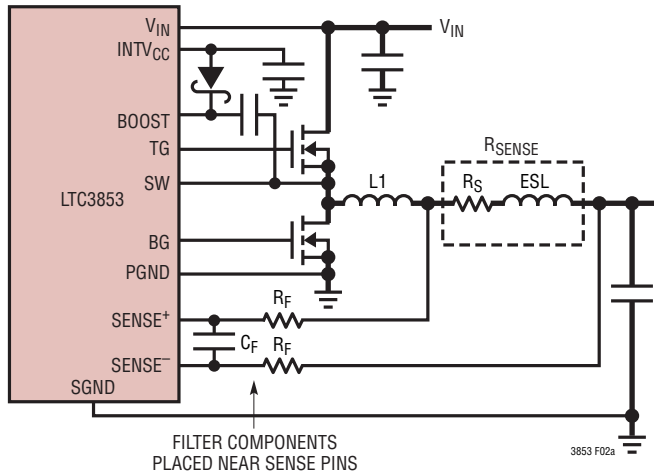 VIN
VIN
INTVCC
BOOST
TG
SW
LTC3853
BG
PGND
SENSE+
SENSE–
SGND
L1
RSENSE
RS
ESL
RF
CF
RF
FILTER COMPONENTS
PLACED NEAR SENSE PINS
3853 F02a